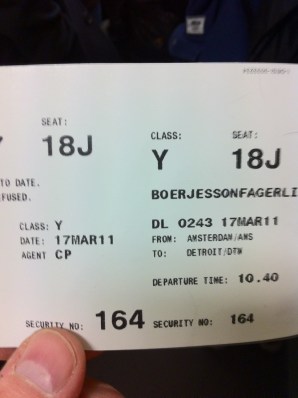 SEAT:
18J
TO DATE.
FUSED.
CLASS: Y
DATE: 17MAR11
AGENT CP
SECURITY NO: 164
CLASS: SEAT:
Y 18J
BOERJESSONFAGERLI
DL 0243 17MAR11
FROM: AMSTERDAM/AMS
TO: DETROIT/DTW
DEPARTURE TIME: 10.40
SECURITY NO: 164